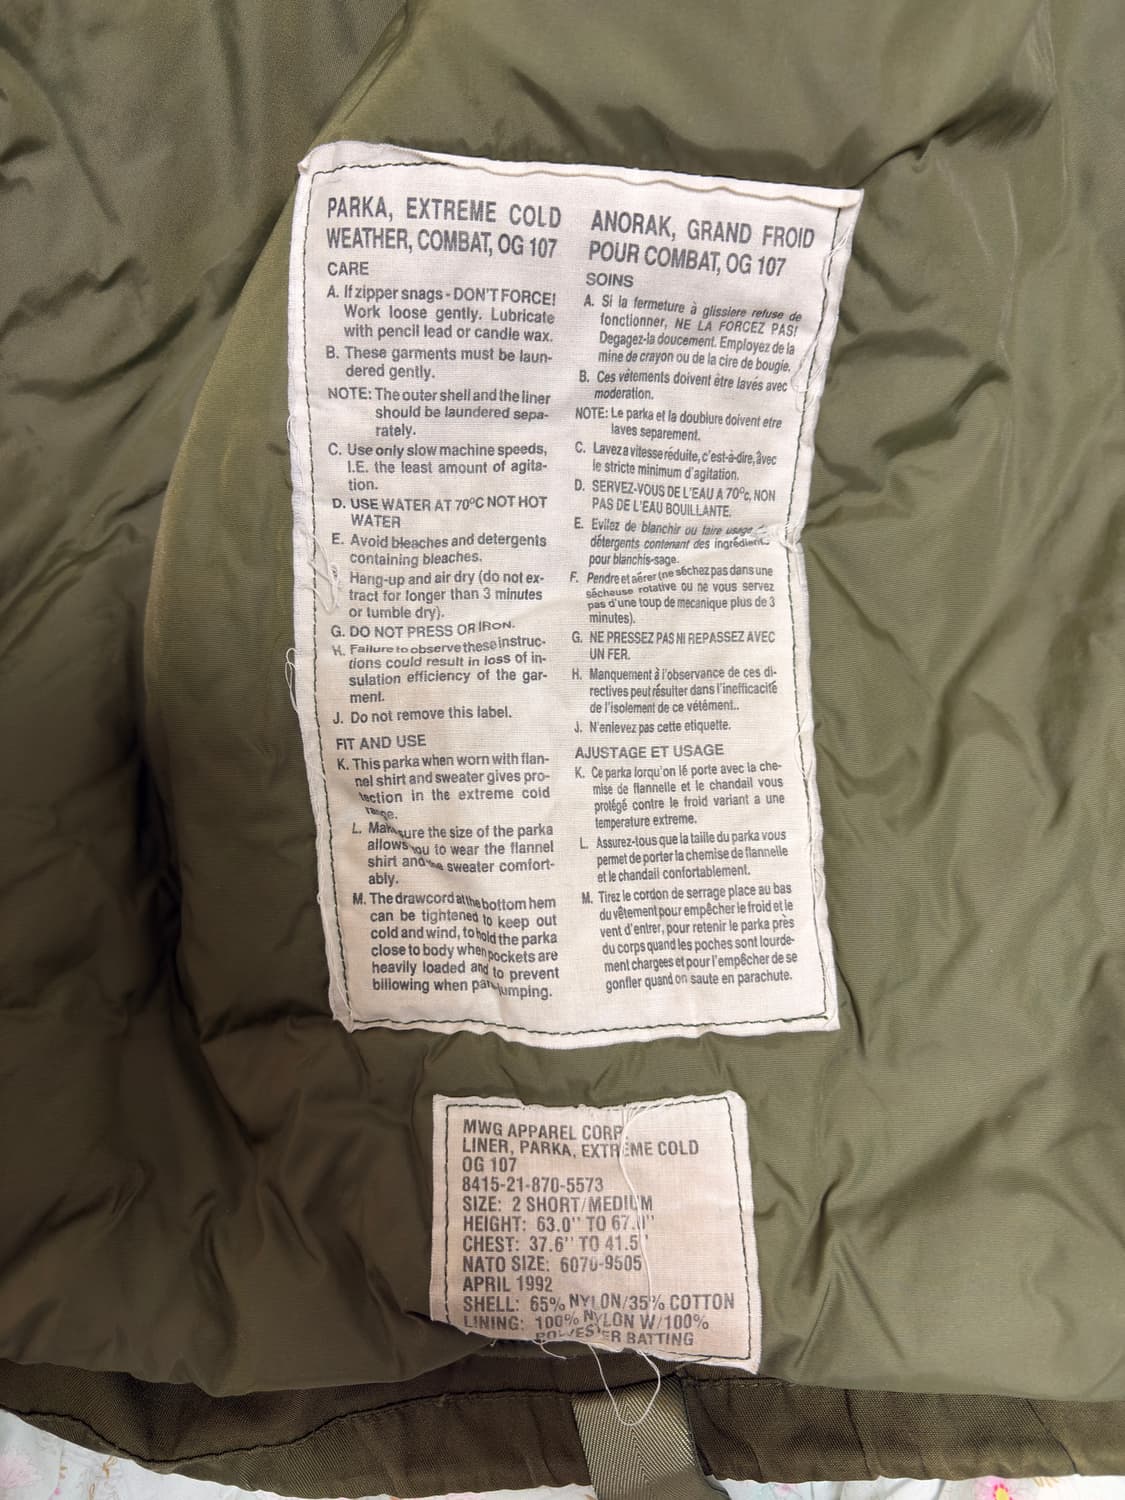 PARKA, EXTREME COLD
WEATHER, COMBAT, OG 107
CARE
A. If zipper snags - DON'T FORCE!
Work loose gently. Lubricate
with pencil lead or candle wax.
B. These garments must be laun-
dered gently.
NOTE: The outer shell and the liner
should be laundered sepa-
rately.
C. Use only slow machine speeds,
I.E. the least amount of agita-
tion.
D. USE WATER AT 70°C NOT HOT
WATER
E. Avoid bleaches and detergents
containing bleaches.
Hang-up and air dry (do not ex-
tract for longer than 3 minutes
or tumble dry).
G. DO NOT PRESS OR IRON.
H. Failure to observe these instruc-
tions could result in loss of in-
sulation efficiency of the gar-
ment.
J. Do not remove this label.
FIT AND USE
K. This parka when worn with flan-
nel shirt and sweater gives pro-
tection in the extreme cold
range.
L. Make sure the size of the parka
allows you to wear the flannel
shirt and the sweater comfort-
ably.
M. The drawcord at the bottom hem
can be tightened to keep out
cold and wind, to hold the parka
close to body when pockets are
heavily loaded and to prevent
billowing when parajumping.
ANORAK, GRAND FROID
POUR COMBAT, OG 107
SOINS
A. Si la fermeture à glissiere refuse de
fonctionner, NE LA FORCEZ PAS!
Degagez-la doucement. Employez de la
mine de crayon ou de la cire de bougie.
B. Ces vêtements doivent être lavés avec
moderation.
NOTE: Le parka et la doublure doivent etre
laves separement.
C. Lavez a vitesse réduite, c'est-à-dire, âvec
le stricte minimum d'agitation.
D. SERVEZ-VOUS DE L'EAU A 70°c, NON
PAS DE L'EAU BOUILLANTE.
E. Evitez de blanchir ou faire usage de
détergents contenant des ingrédients
pour blanchis-sage.
F. Pendre et aérer (ne séchez pas dans une
sécheuse rotative ou ne vous servez
pas d'une toup de mecanique plus de 3
minutes).
G. NE PRESSEZ PAS NI REPASSEZ AVEC
UN FER.
H. Manquement à l'observance de ces di-
rectives peut résulter dans l'inefficacité
de l'isolement de ce vétément..
J. N'enlevez pas cette etiquette.
AJUSTAGE ET USAGE
K. Ce parka lorqu'on lé porte avec la che-
mise de flannelle et le chandail vous
protégé contre le froid variant a une
temperature extreme.
L. Assurez-tous que la taille du parka vous
permet de porter la chemise de flannelle
et le chandail confortablement.
M. Tirez le cordon de serrage place au bas
du vêtement pour empêcher le froid et le
vent d'entrer, pour retenir le parka près
du corps quand les poches sont lourde-
ment chargees et pour l'empêcher de se
gonfler quand on saute en parachute.
MWG APPAREL CORP
LINER, PARKA, EXTREME COLD
OG 107
8415-21-870-5573
SIZE: 2 SHORT/MEDIUM
HEIGHT: 63.0" TO 67.0"
CHEST: 37.6" TO 41.5"
NATO SIZE: 6070-9505
APRIL 1992
SHELL: 65% NYLON/35% COTTON
LINING: 100% NYLON W/100%
POLYESTER BATTING